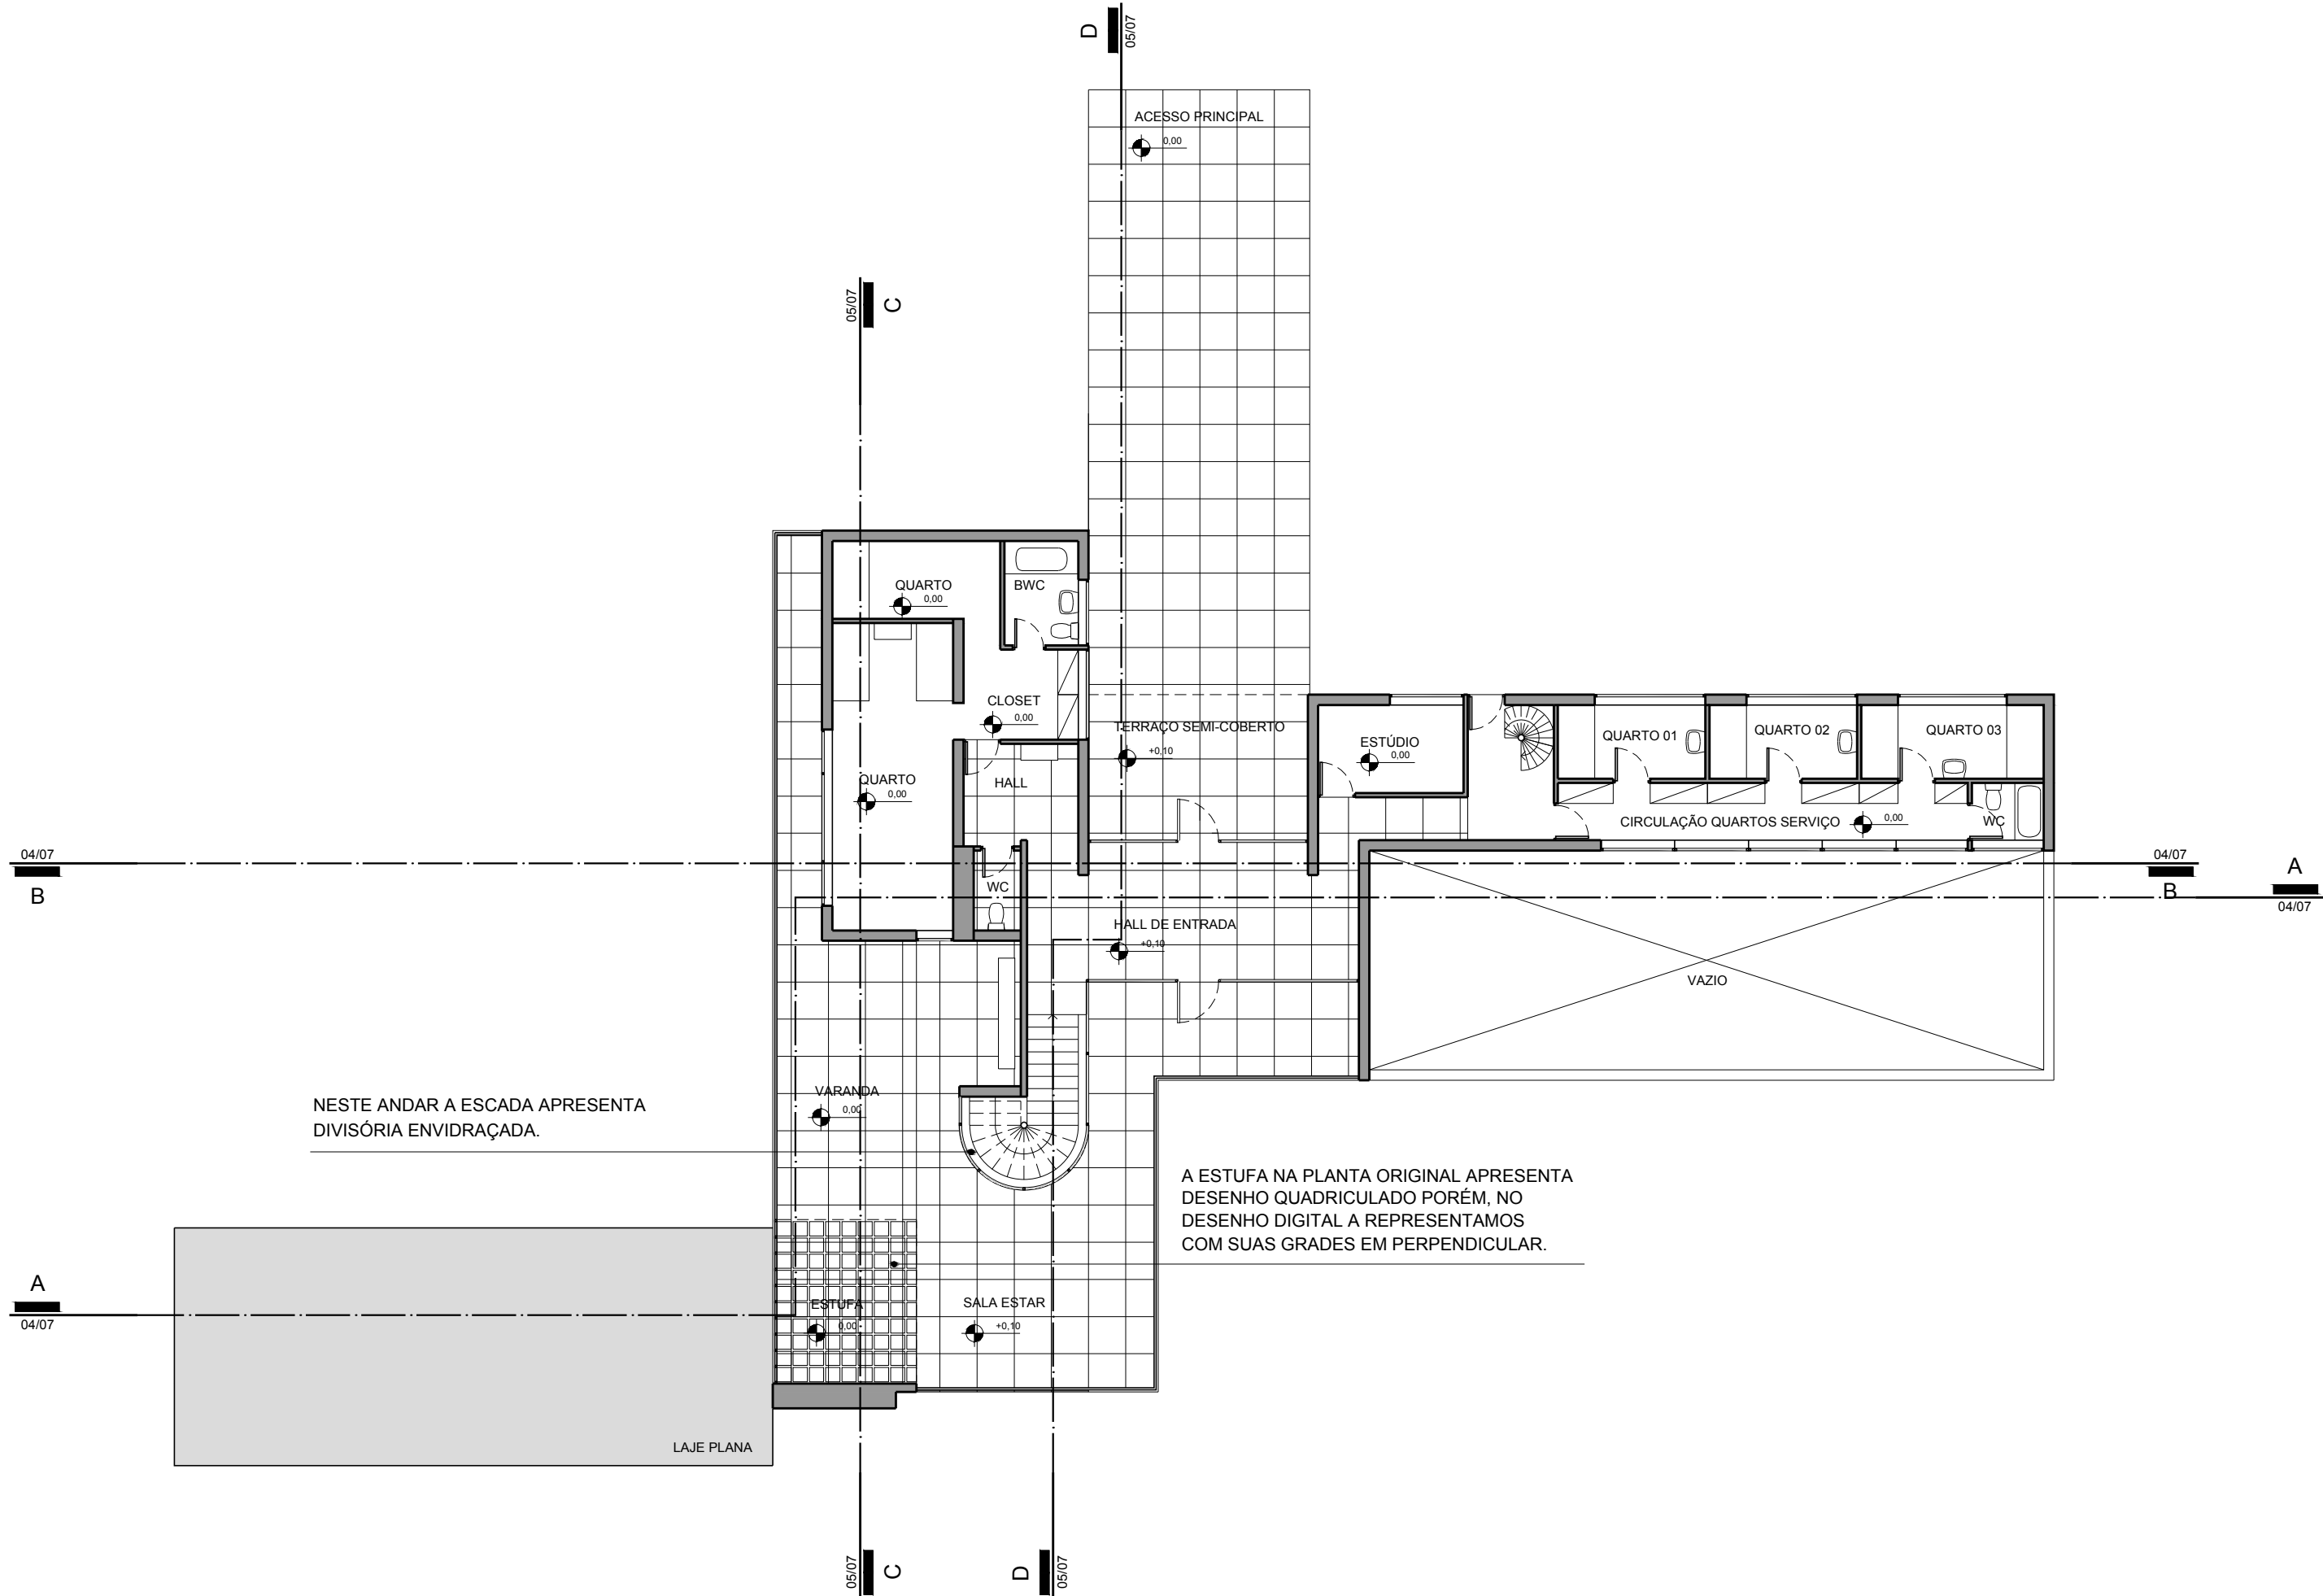 D
05/07
ACESSO PRINCIPAL
0,00
05/07
C
QUARTO
0,00
BWC
CLOSET
0,00
TERRAÇO SEMI-COBERTO
+0,10
ESTÚDIO
0,00
QUARTO 01
QUARTO 02
QUARTO 03
QUARTO
0,00
HALL
CIRCULAÇÃO QUARTOS SERVIÇO
0,00
WC
04/07
B
04/07
B
A
04/07
WC
HALL DE ENTRADA
+0,10
VAZIO
VARANDA
0,00
NESTE ANDAR A ESCADA APRESENTA
DIVISÓRIA ENVIDRAÇADA.
A ESTUFA NA PLANTA ORIGINAL APRESENTA
DESENHO QUADRICULADO PORÉM, NO
DESENHO DIGITAL A REPRESENTAMOS
COM SUAS GRADES EM PERPENDICULAR.
A
04/07
ESTUFA
0,00
SALA ESTAR
+0,10
LAJE PLANA
05/07
C
D
05/07